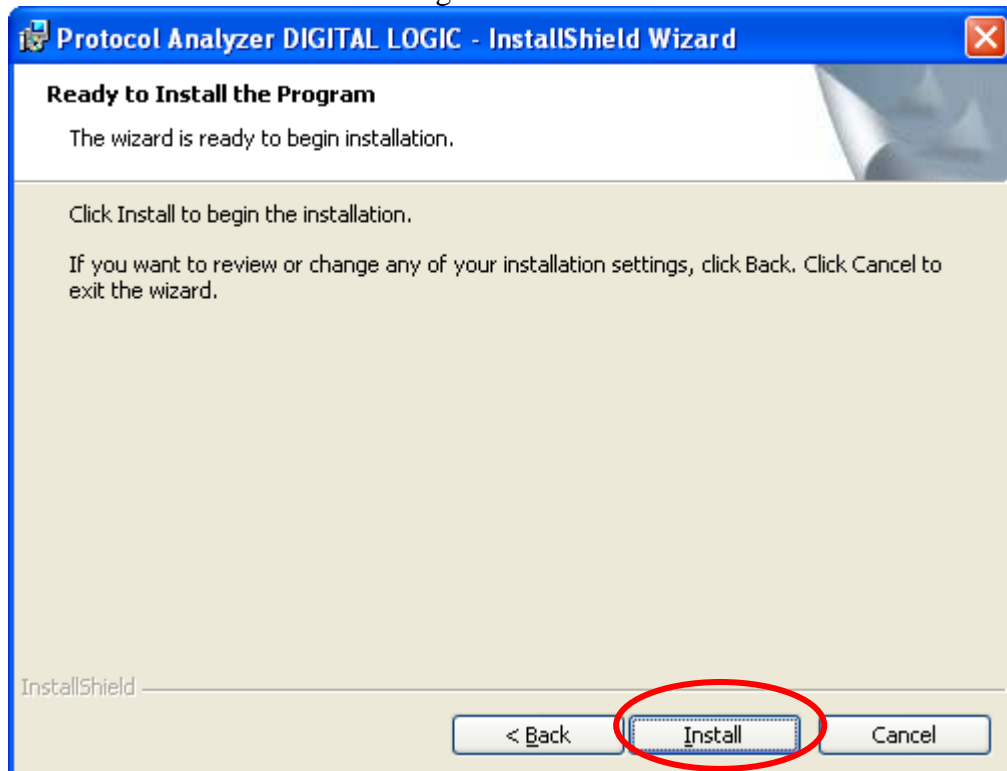 Protocol Analyzer DIGITAL LOGIC - InstallShield Wizard
Ready to Install the Program
The wizard is ready to begin installation.
Click Install to begin the installation.
If you want to review or change any of your installation settings, click Back. Click Cancel to
exit the wizard.
InstallShield
< Back Install Cancel